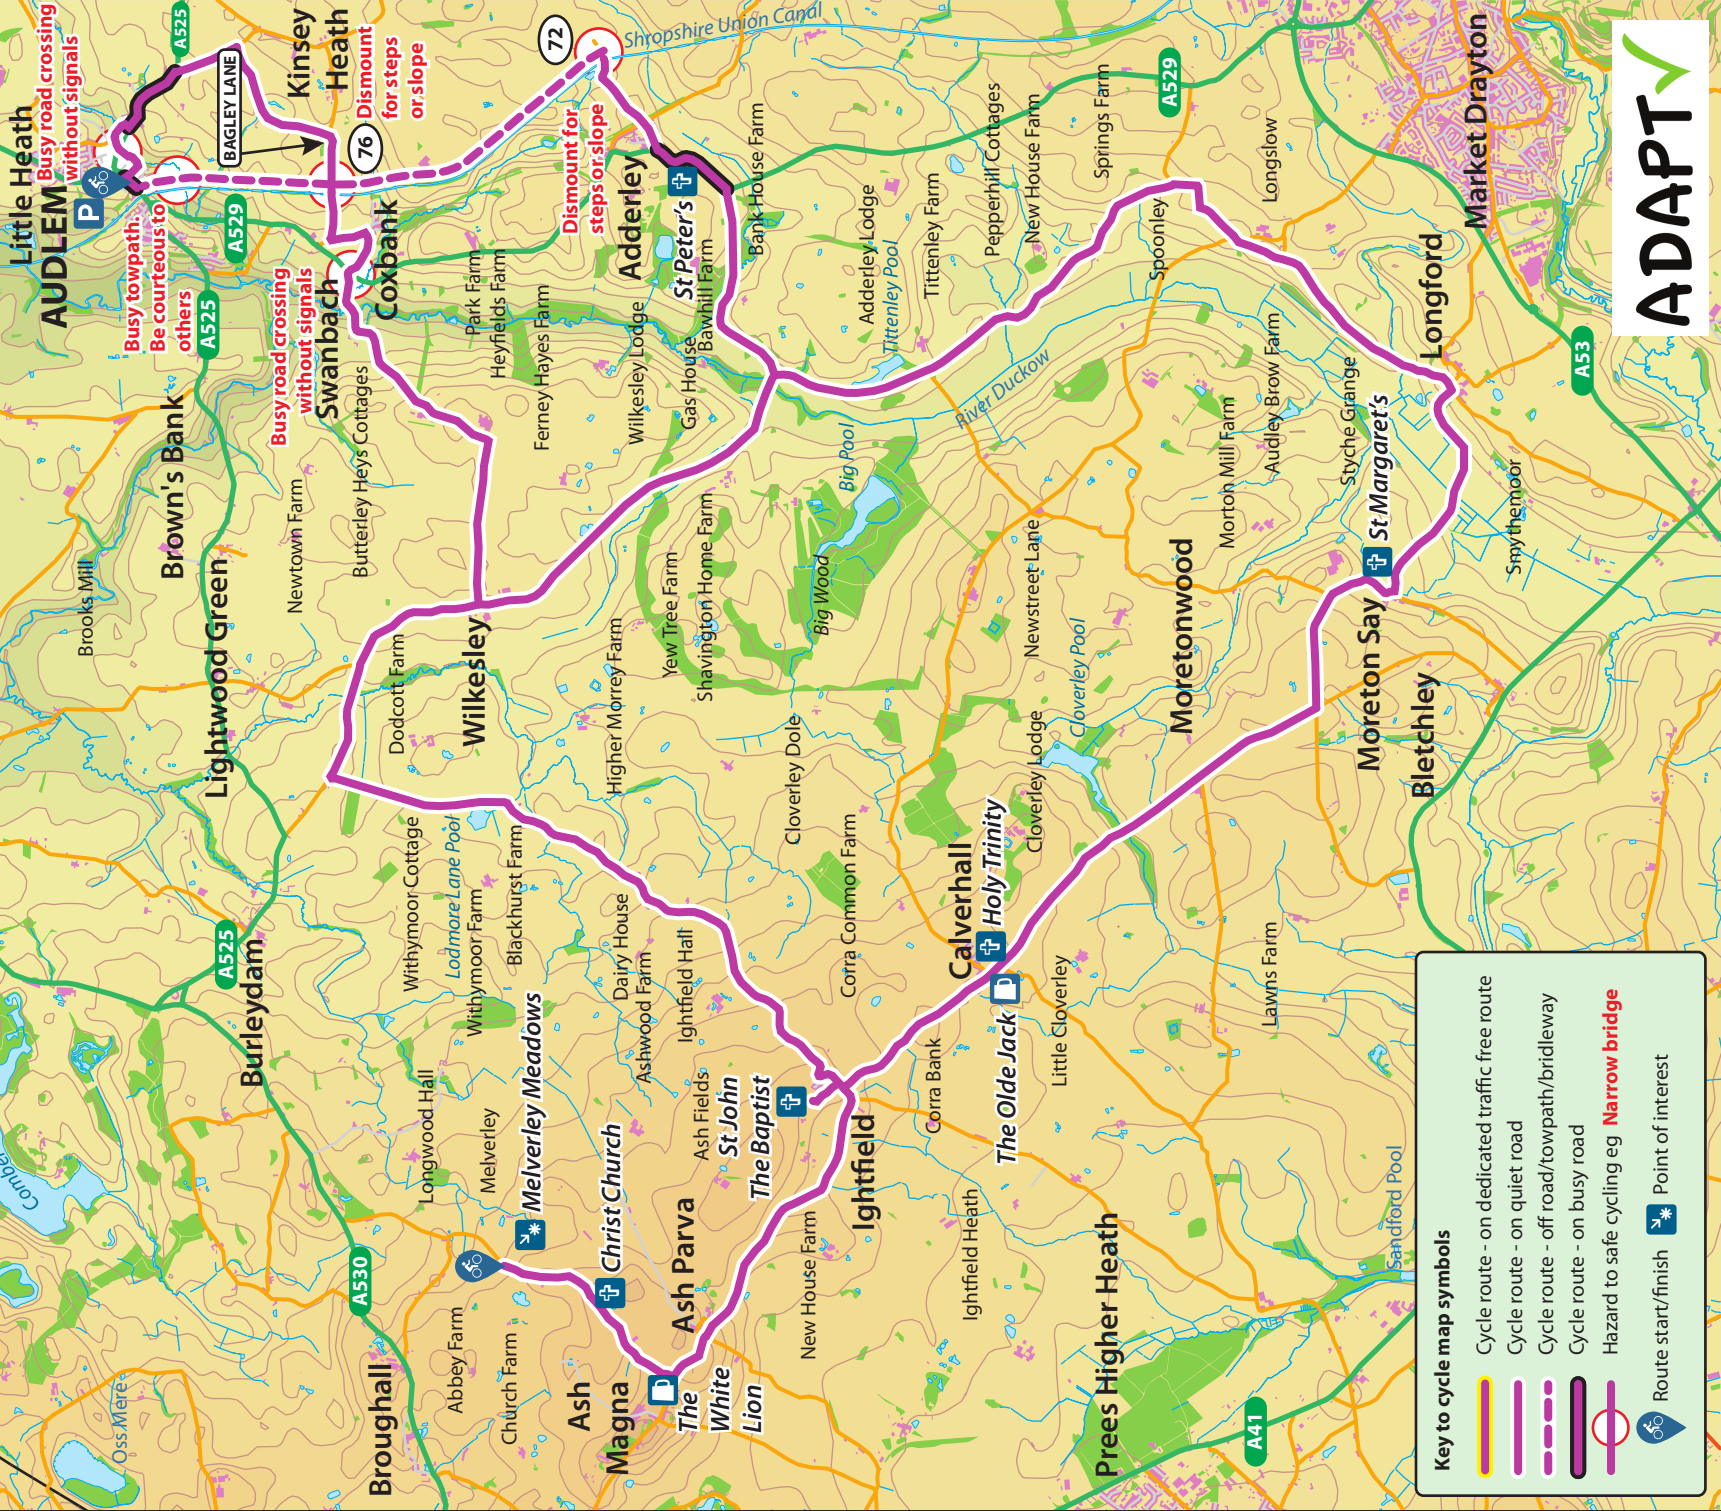 Little Heath
AUDLEM
P
Busy road crossing
without signals
A525
BAGLEY LANE
Kinsey
Heath
Dismount
for steps
or slope
76
72
Shropshire Union Canal
Busy towpath.
Be courteous to
others
A529
A525
Busy road crossing
without signals
Swanbach
Coxbank
Dismount for
steps or slope
Adderley
St Peter's
Bank House Farm
Bawhill Farm
Gas House
Wilkesley Lodge
Park Farm
Heyfields Farm
Ferney Hayes Farm
Butterley Heys Cottages
Newtown Farm
Brown's Bank
Brooks Mill
Lightwood Green
Adderley Lodge
Tittenley Pool
Tittenley Farm
Pepperhill Cottages
New House Farm
Springs Farm
A529
Longslow
Spoonley
Market Drayton
Longford
A53
River Duckow
Big Pool
Big Wood
Yew Tree Farm
Shavington Home Farm
Higher Morrey Farm
Wilkesley
Dodcott Farm
Newstreet Lane
Cloverley Pool
Cloverley Lodge
Cloverley Dole
Moretonwood
Morton Mill Farm
Audley Brow Farm
Styche Grange
St Margaret's
Smythemoor
Moreton Say
Bletchley
Withymoor Cottage
Lodmore Lane Pool
Withymoor Farm
Blackhurst Farm
Dairy House
Ashwood Farm
Ightfield Hall
Corra Common Farm
Calverhall
Holy Trinity
The Olde Jack
Little Cloverley
Corra Bank
Lawns Farm
A525
Burleydam
Comber
Longwood Hall
Melverley
Melverley Meadows
Christ Church
Ash Fields
St John
The Baptist
Ightfield
Ash Parva
New House Farm
Ightfield Heath
Prees Higher Heath
Sandford Pool
A41
A530
Broughall
Abbey Farm
Church Farm
Ash
Magna
The
White
Lion
Oss Mere
Key to cycle map symbols
Cycle route - on dedicated traffic free route
Cycle route - on quiet road
Cycle route - off road/towpath/bridleway
Cycle route - on busy road
Hazard to safe cycling eg Narrow bridge
Route start/finish
Point of interest
ADAPT